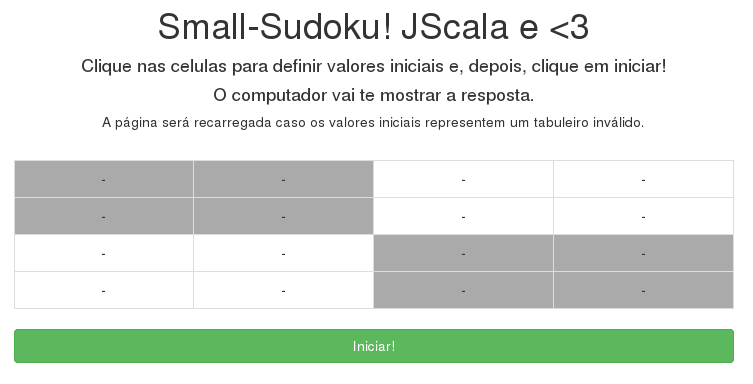 Small-Sudoku! JScala e <3
Clique nas celulas para definir valores iniciais e, depois, clique em iniciar!
O computador vai te mostrar a resposta.
A página será recarregada caso os valores iniciais representem um tabuleiro inválido.
- - - -
- - - -
- - - -
- - - -
Iniciar!